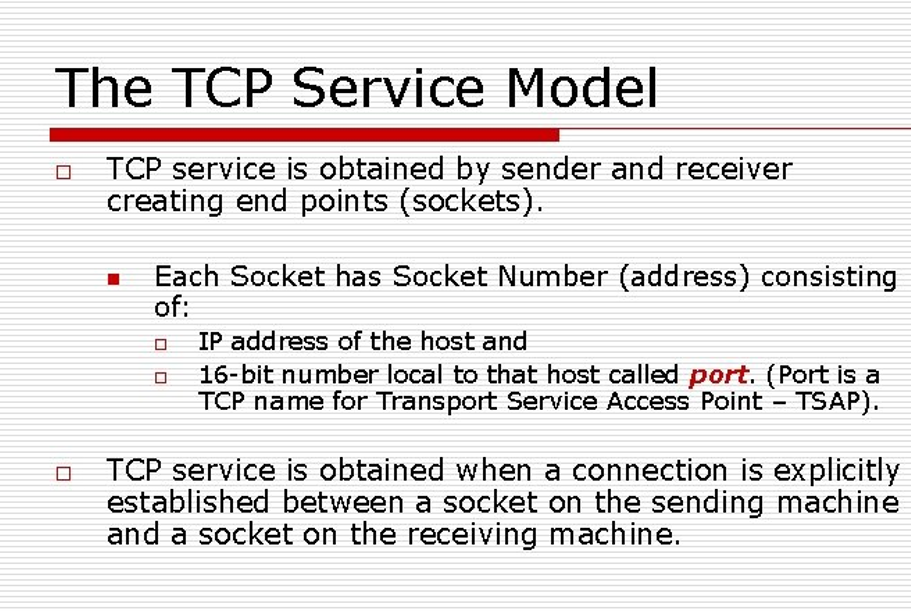 The TCP Service Model
TCP service is obtained by sender and receiver
creating end points (sockets).
Each Socket has Socket Number (address) consisting
of:
IP address of the host and
16-bit number local to that host called port. (Port is a
TCP name for Transport Service Access Point – TSAP).
TCP service is obtained when a connection is explicitly
established between a socket on the sending machine
and a socket on the receiving machine.